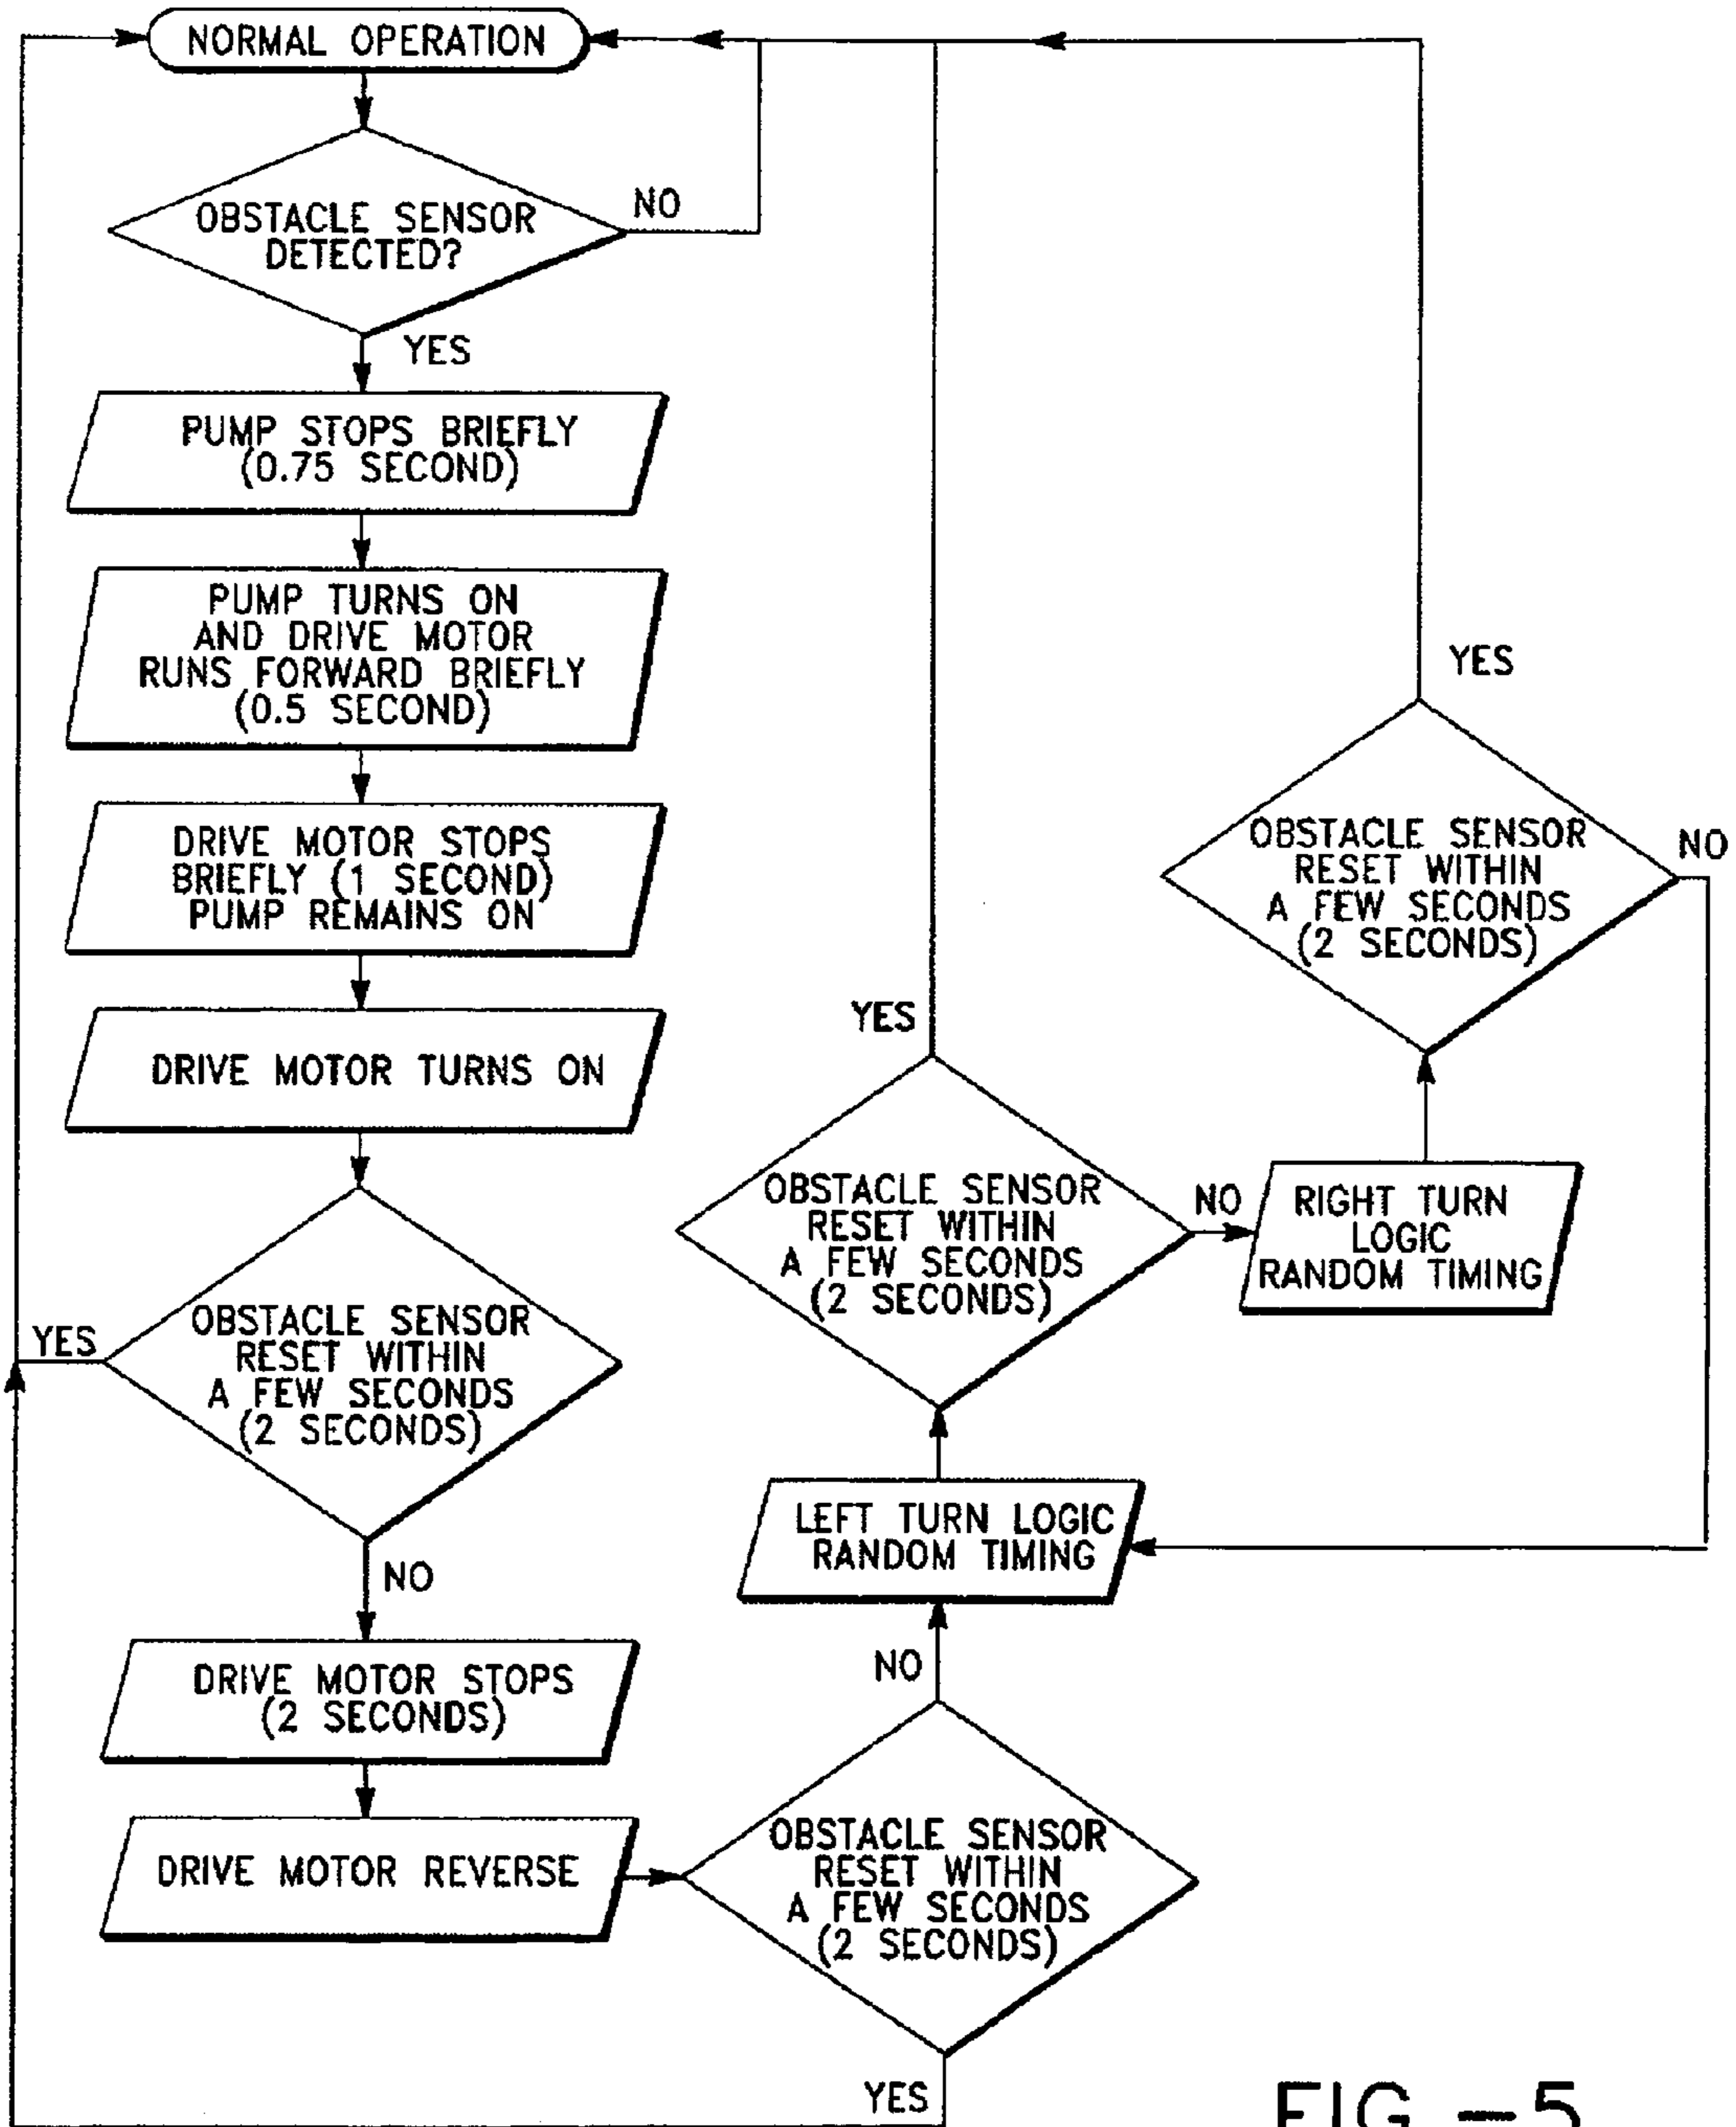 NORMAL OPERATION
OBSTACLE SENSOR
DETECTED?
NO
YES
PUMP STOPS BRIEFLY
(0.75 SECOND)
PUMP TURNS ON
AND DRIVE MOTOR
RUNS FORWARD BRIEFLY
(0.5 SECOND)
DRIVE MOTOR STOPS
BRIEFLY (1 SECOND)
PUMP REMAINS ON
DRIVE MOTOR TURNS ON
OBSTACLE SENSOR
RESET WITHIN
A FEW SECONDS
(2 SECONDS)
YES
NO
DRIVE MOTOR STOPS
(2 SECONDS)
DRIVE MOTOR REVERSE
OBSTACLE SENSOR
RESET WITHIN
A FEW SECONDS
(2 SECONDS)
YES
NO
LEFT TURN LOGIC
RANDOM TIMING
OBSTACLE SENSOR
RESET WITHIN
A FEW SECONDS
(2 SECONDS)
YES
NO
RIGHT TURN
LOGIC
RANDOM TIMING
OBSTACLE SENSOR
RESET WITHIN
A FEW SECONDS
(2 SECONDS)
YES
NO
FIG.-5